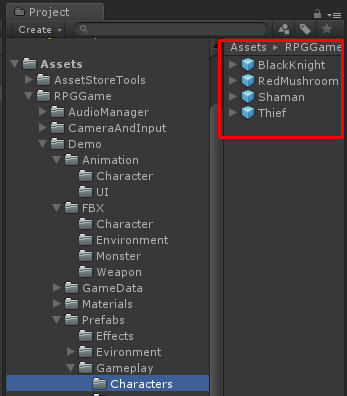 Project
Create
Assets
AssetStoreTools
RPGGame
AudioManager
CameraAndInput
Demo
Animation
Character
UI
FBX
Character
Environment
Monster
Weapon
GameData
Materials
Prefabs
Effects
Evironment
Gameplay
Characters
Assets ▸ RPGGame
BlackKnight
RedMushroom
Shaman
Thief